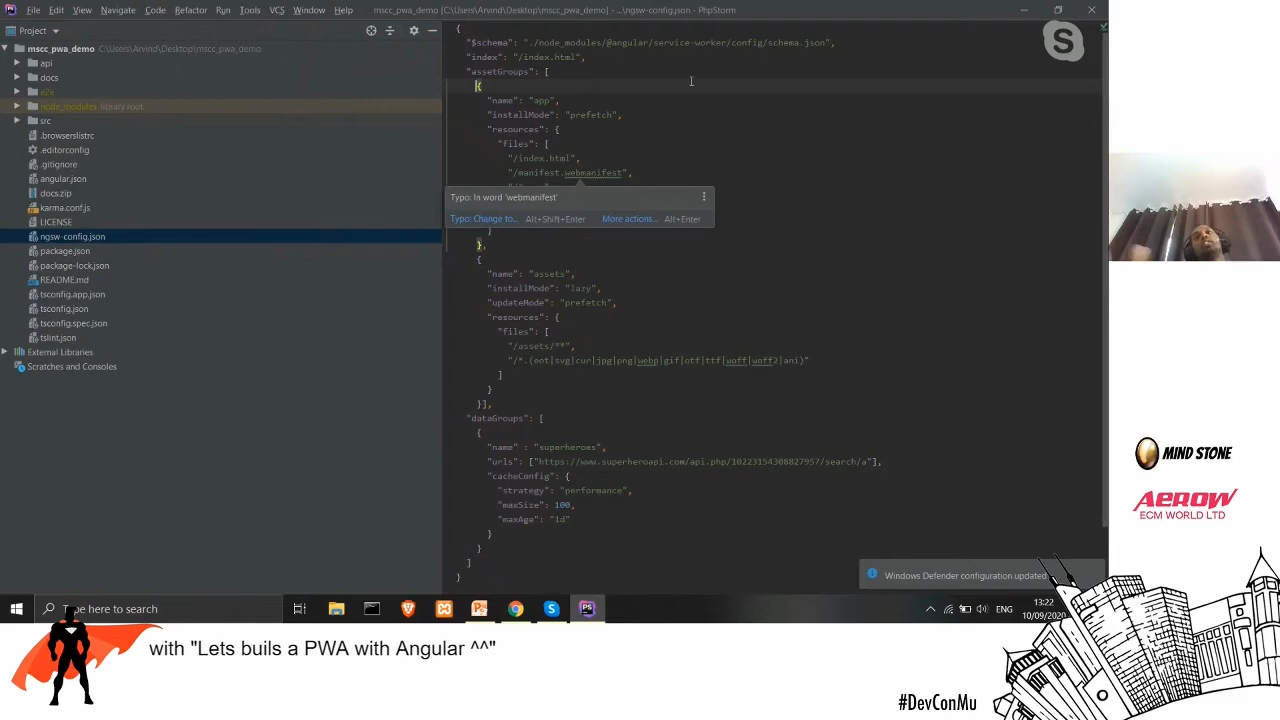 File Edit View Navigate Code Refactor Run Tools VCS Window Help mscc_pwa_demo [C:\Users\Arvind\Desktop\mscc_pwa_demo] - ...\ngsw-config.json - PhpStorm
Project
mscc_pwa_demo C:\Users\Arvind\Desktop\mscc_pwa_demo
api
docs
e2e
node_modules library root
src
.browserslistrc
.editorconfig
.gitignore
angular.json
docs.zip
karma.conf.js
LICENSE
ngsw-config.json
package.json
package-lock.json
README.md
tsconfig.app.json
tsconfig.json
tsconfig.spec.json
tslint.json
External Libraries
Scratches and Consoles
{
"$schema": "./node_modules/@angular/service-worker/config/schema.json",
"index": "/index.html",
"assetGroups": [
{
"name": "app",
"installMode": "prefetch",
"resources": {
"files": [
"/index.html",
"/manifest.webmanifest",
Typo: In word 'webmanifest'
Typo: Change to... Alt+Shift+Enter More actions... Alt+Enter
}
},
{
"name": "assets",
"installMode": "lazy",
"updateMode": "prefetch",
"resources": {
"files": [
"/assets/**",
"/*.(eot|svg|cur|jpg|png|webp|gif|otf|ttf|woff|woff2|ani)"
]
}
}],
"dataGroups": [
{
"name" : "superheroes",
"urls": ["https://www.superheroapi.com/api.php/10223154308827957/search/a"],
"cacheConfig": {
"strategy": "performance",
"maxSize": 100,
"maxAge": "1d"
}
}
]
}
Windows Defender configuration updated
Type here to search
ENG
13:22
10/09/2020
MIND STONE
AEROW
ECM WORLD LTD
with "Lets buils a PWA with Angular ^^"
#DevConMu